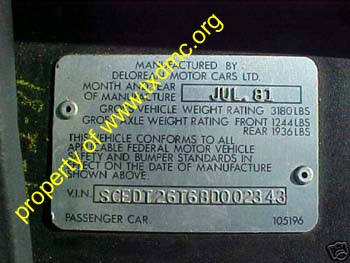 MANUFACTURED BY
DELOREAN MOTOR CARS LTD.
MONTH AND YEAR
OF MANUFACTURE JUL. 81
GROSS VEHICLE WEIGHT RATING 3180 LBS
GROSS AXLE WEIGHT RATING FRONT 1244 LBS
REAR 1936 LBS
THIS VEHICLE CONFORMS TO ALL
APPLICABLE FEDERAL MOTOR VEHICLE
SAFETY AND BUMPER STANDARDS IN
EFFECT ON THE DATE OF MANUFACTURE
SHOWN ABOVE.
V.I.N. SCEDT26T6BD002343
PASSENGER CAR. 105196
property of www.txdmc.org